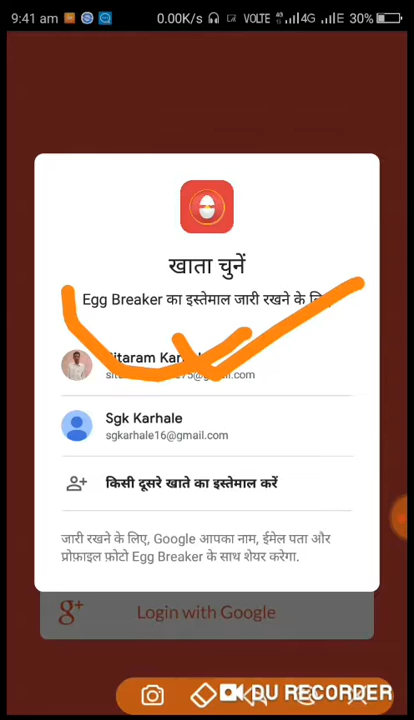 9:41 am 0.00K/s VOLTE 4G E 30%
खाता चुनें
Egg Breaker का इस्तेमाल जारी रखने के
Sgk Karhale
sgkarhale16@gmail.com
किसी दूसरे खाते का इस्तेमाल करें
जारी रखने के लिए, Google आपका नाम, ईमेल पता और
प्रोफ़ाइल फ़ोटो Egg Breaker के साथ शेयर करेगा.
g+ Login with Google
DU RECORDER